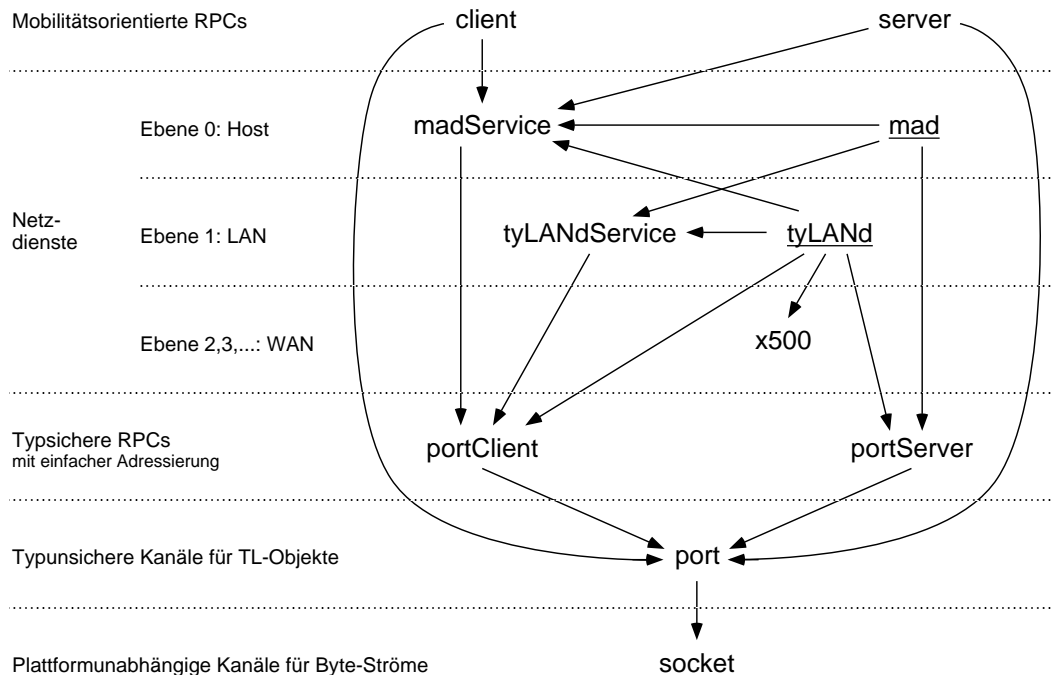 Mobilitätsorientierte RPCs client server
Ebene 0: Host madService mad
Netz-
dienste
Ebene 1: LAN tyLANdService tyLANd
Ebene 2,3,...: WAN x500
Typsichere RPCs
mit einfacher Adressierung
portClient portServer
Typunsichere Kanäle für TL-Objekte port
Plattformunabhängige Kanäle für Byte-Ströme socket